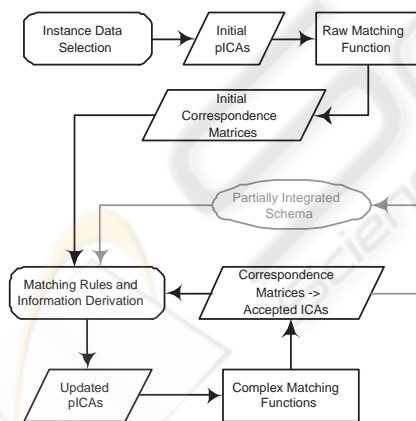 Instance Data
Selection
Initial
pICAs
Raw Matching
Function
Initial
Correspondence
Matrices
Partially Integrated
Schema
Matching Rules and
Information Derivation
Correspondence
Matrices ->
Accepted ICAs
Updated
pICAs
Complex Matching
Functions